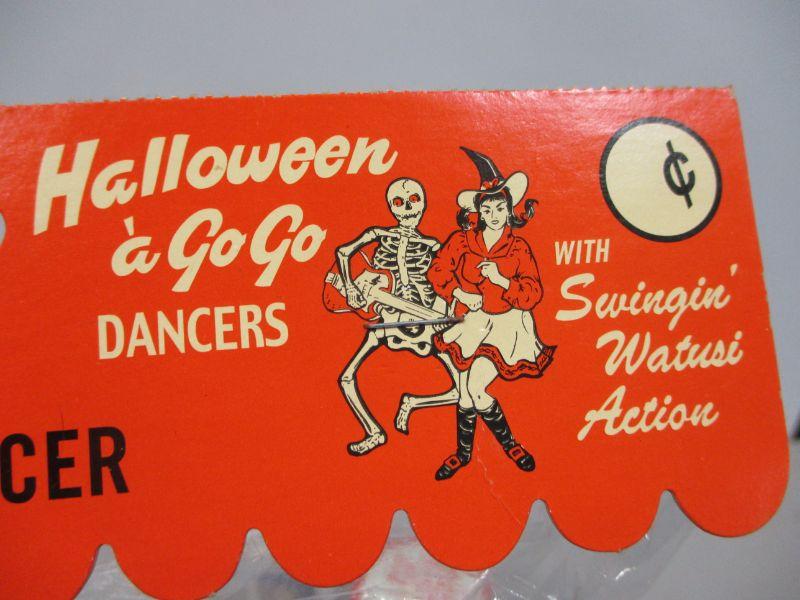 Halloween
à Go Go
DANCERS
CER
¢
WITH
Swingin'
Watusi
Action